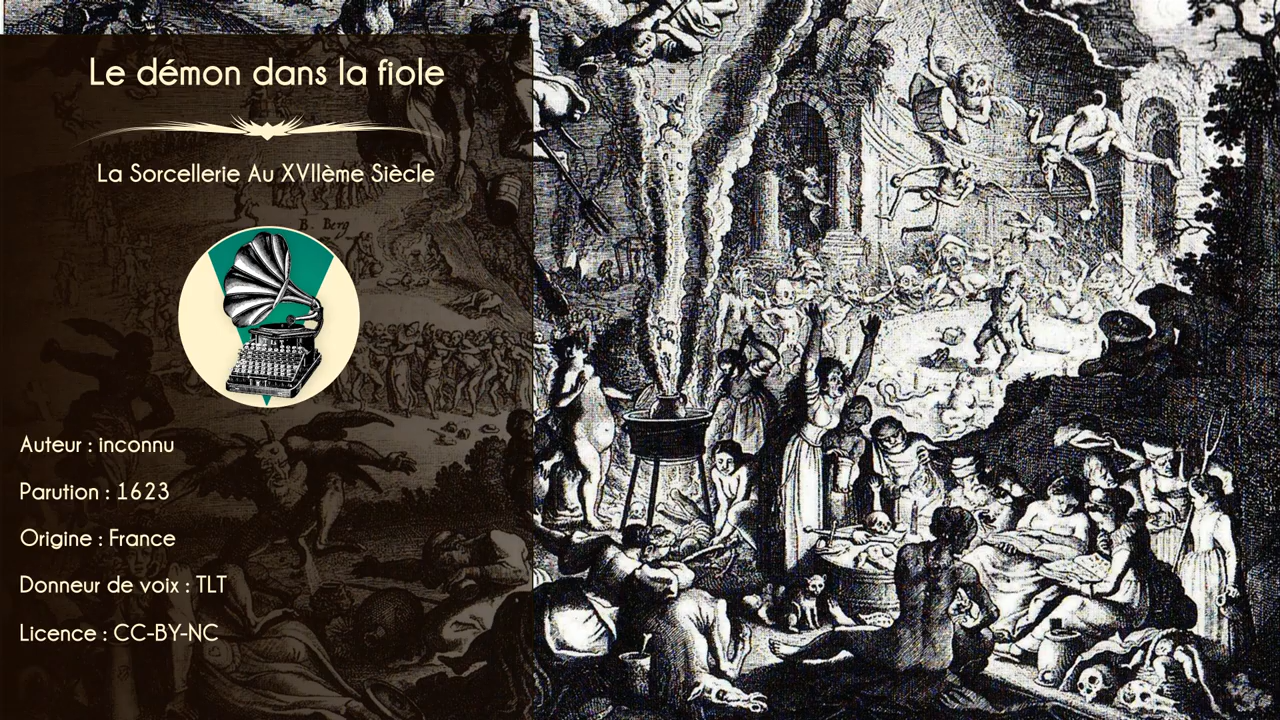 Le démon dans la fiole
La Sorcellerie Au XVIIème Siècle
B. Berg
Auteur : inconnu
Parution : 1623
Origine : France
Donneur de voix : TLT
Licence : CC-BY-NC